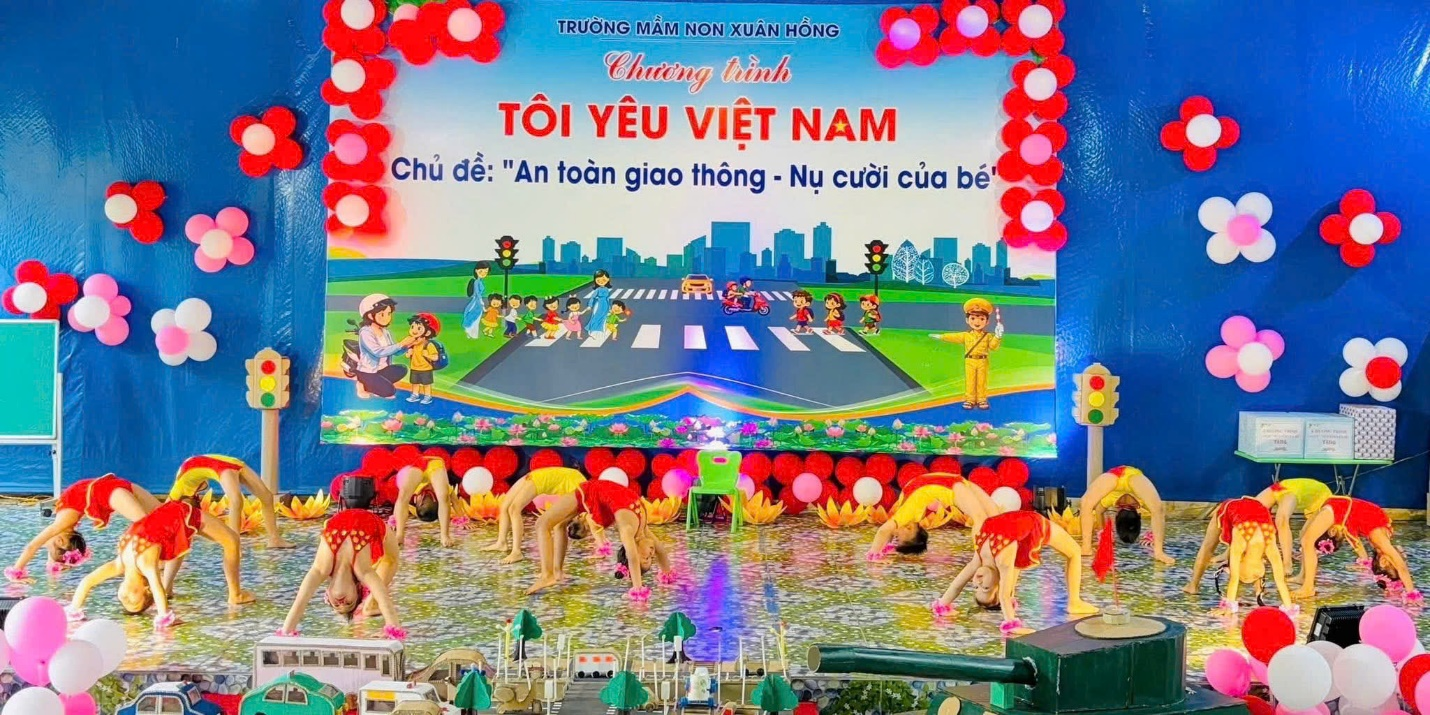 TRƯỜNG MẦM NON XUÂN HỒNG
Chương trình
TÔI YÊU VIỆT NAM
Chủ đề: "An toàn giao thông - Nụ cười của bé"